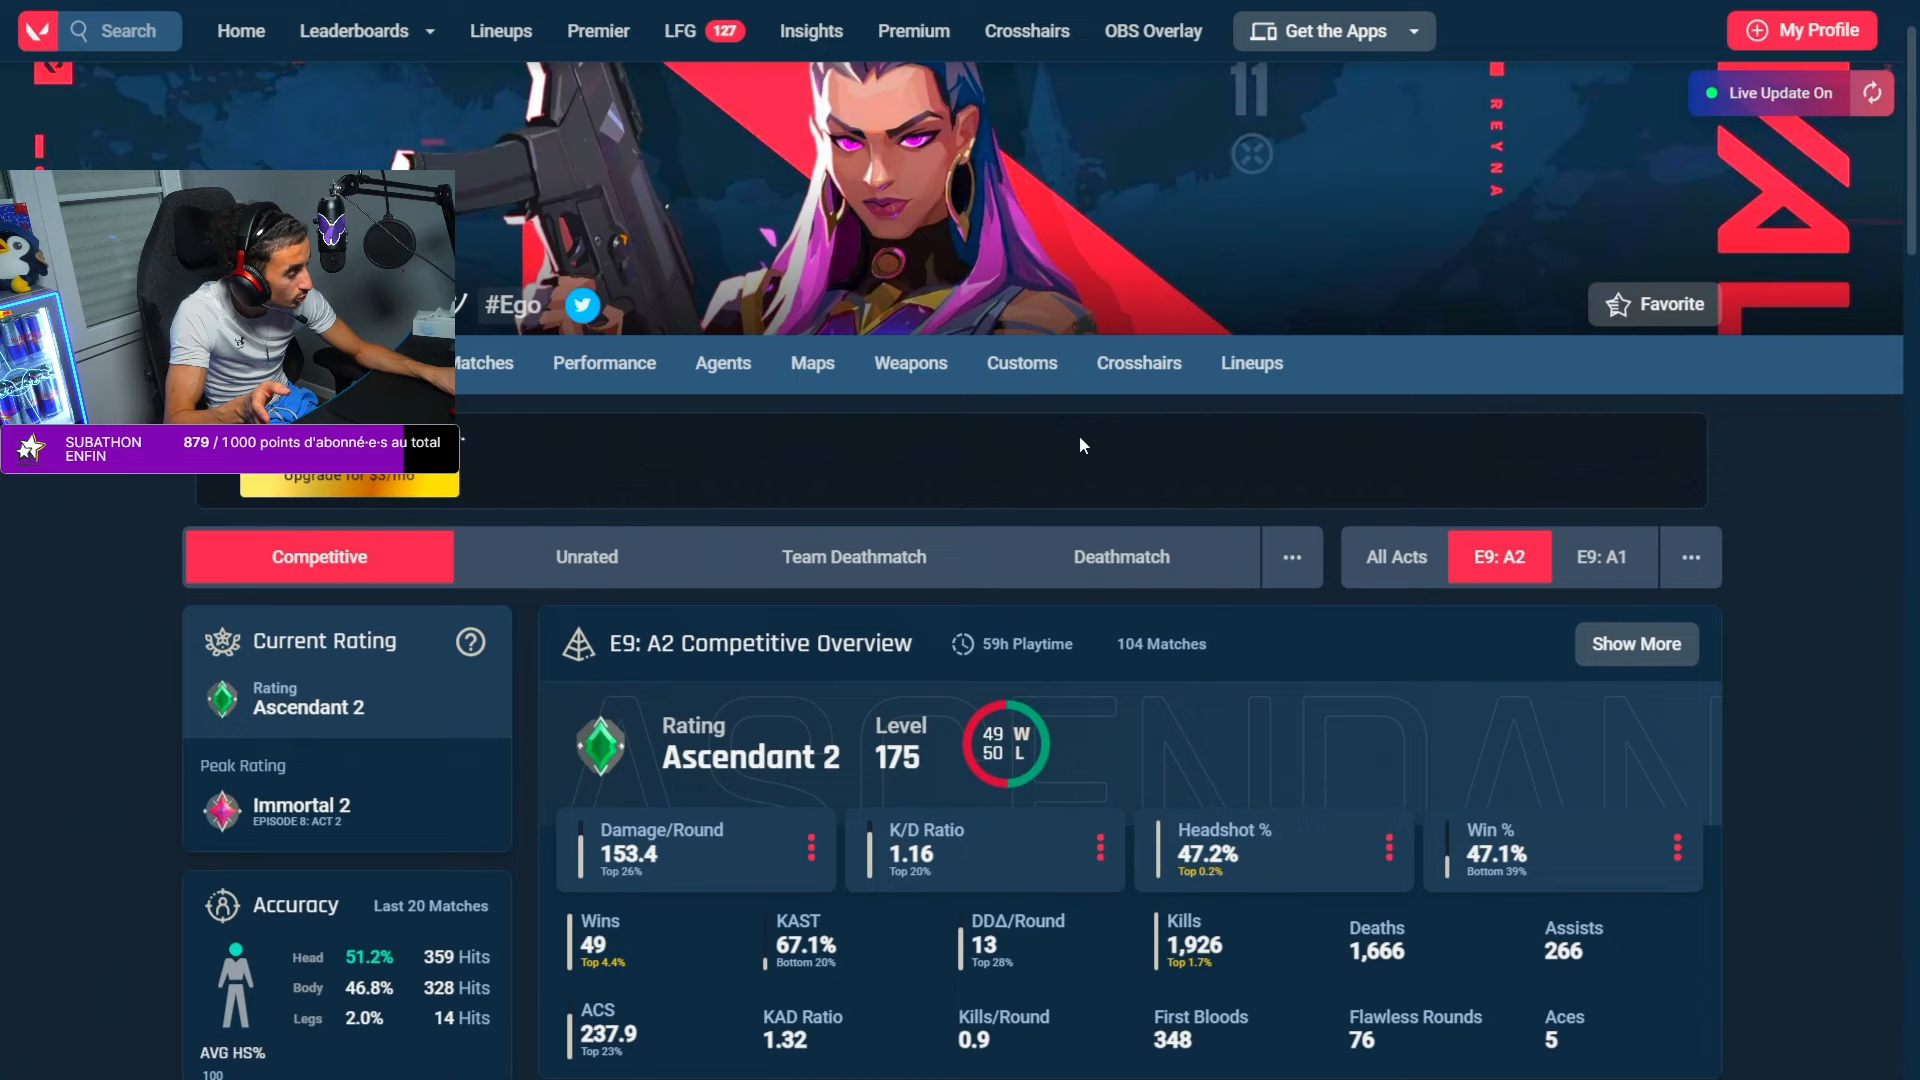 Search
Home
Leaderboards
Lineups
Premier
LFG 127
Insights
Premium
Crosshairs
OBS Overlay
Get the Apps
My Profile
11
REYNA
Live Update On
#Ego
Favorite
Matches
Performance
Agents
Maps
Weapons
Customs
Crosshairs
Lineups
SUBATHON ENFIN
879 / 1000 points d'abonné·e·s au total
Upgrade for $3/mo
Competitive
Unrated
Team Deathmatch
Deathmatch
All Acts
E9: A2
E9: A1
Current Rating
Rating
Ascendant 2
Peak Rating
Immortal 2
EPISODE 8: ACT 2
Accuracy
Last 20 Matches
Head 51.2% 359 Hits
Body 46.8% 328 Hits
Legs 2.0% 14 Hits
AVG HS%
100
E9: A2 Competitive Overview
59h Playtime
104 Matches
Show More
ASCENDAN
Rating
Ascendant 2
Level
175
49 W
50 L
Damage/Round
153.4
Top 26%
K/D Ratio
1.16
Top 20%
Headshot %
47.2%
Top 0.2%
Win %
47.1%
Bottom 39%
Wins
49
Top 4.4%
KAST
67.1%
Bottom 20%
DDΔ/Round
13
Top 28%
Kills
1,926
Top 1.7%
Deaths
1,666
Assists
266
ACS
237.9
Top 23%
KAD Ratio
1.32
Kills/Round
0.9
First Bloods
348
Flawless Rounds
76
Aces
5